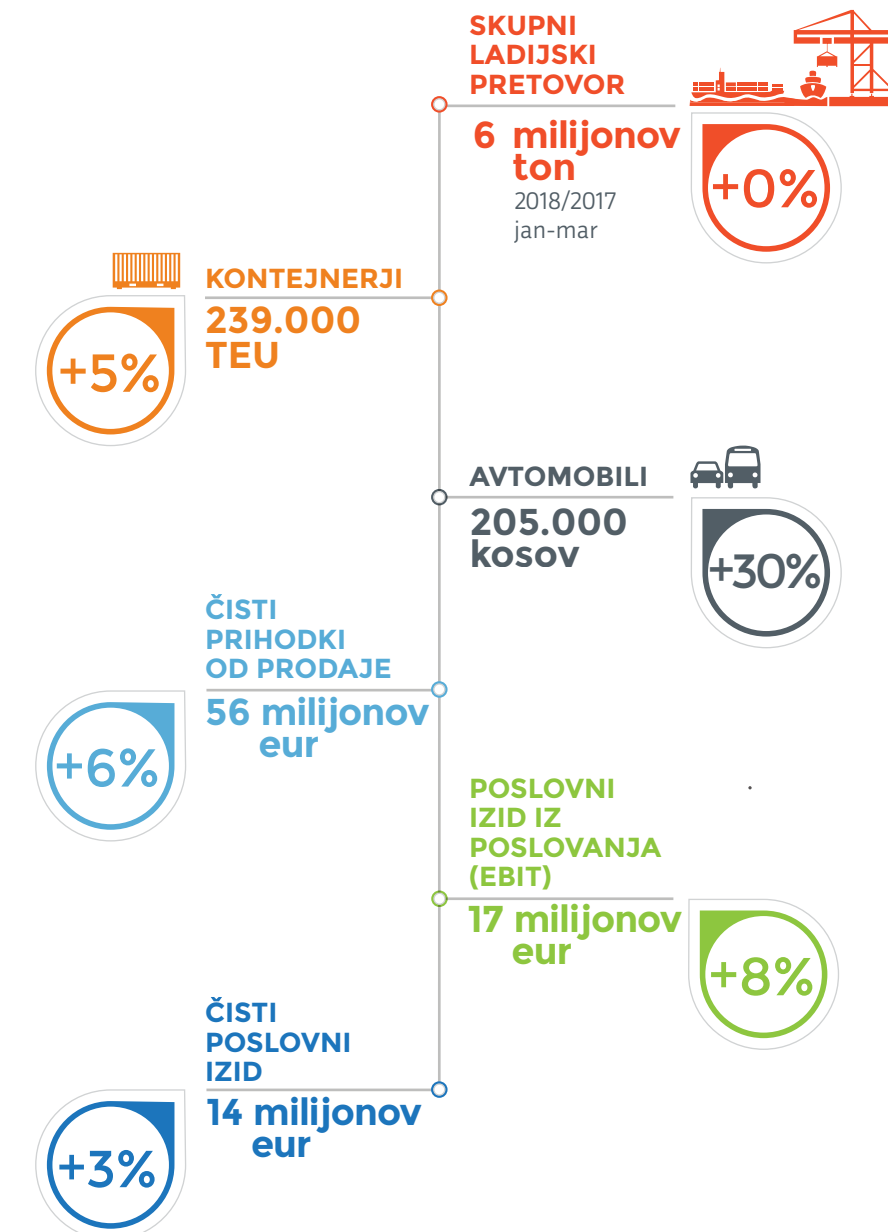 SKUPNI
LADIJSKI
PRETOVOR
6 milijonov
ton
2018/2017
jan-mar
+0%
KONTEJNERJI
239.000
TEU
+5%
AVTOMOBILI
205.000
kosov
+30%
ČISTI
PRIHODKI
OD PRODAJE
56 milijonov
eur
+6%
POSLOVNI
IZID IZ
POSLOVANJA
(EBIT)
17 milijonov
eur
+8%
ČISTI
POSLOVNI
IZID
14 milijonov
eur
+3%